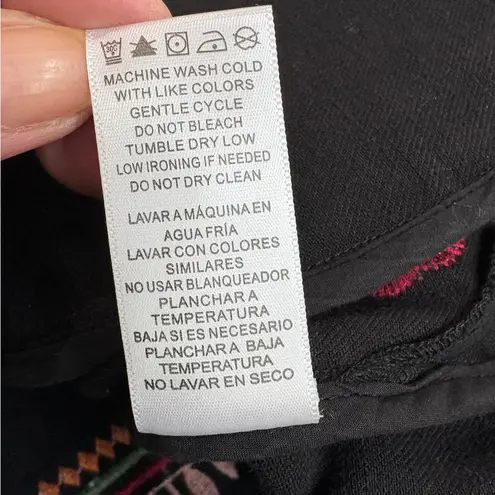 MACHINE WASH COLD
WITH LIKE COLORS
GENTLE CYCLE
DO NOT BLEACH
TUMBLE DRY LOW
LOW IRONING IF NEEDED
DO NOT DRY CLEAN
LAVAR A MÁQUINA EN
AGUA FRÍA
LAVAR CON COLORES
SIMILARES
NO USAR BLANQUEADOR
PLANCHAR A
TEMPERATURA
BAJA SI ES NECESARIO
PLANCHAR A BAJA
TEMPERATURA
NO LAVAR EN SECO